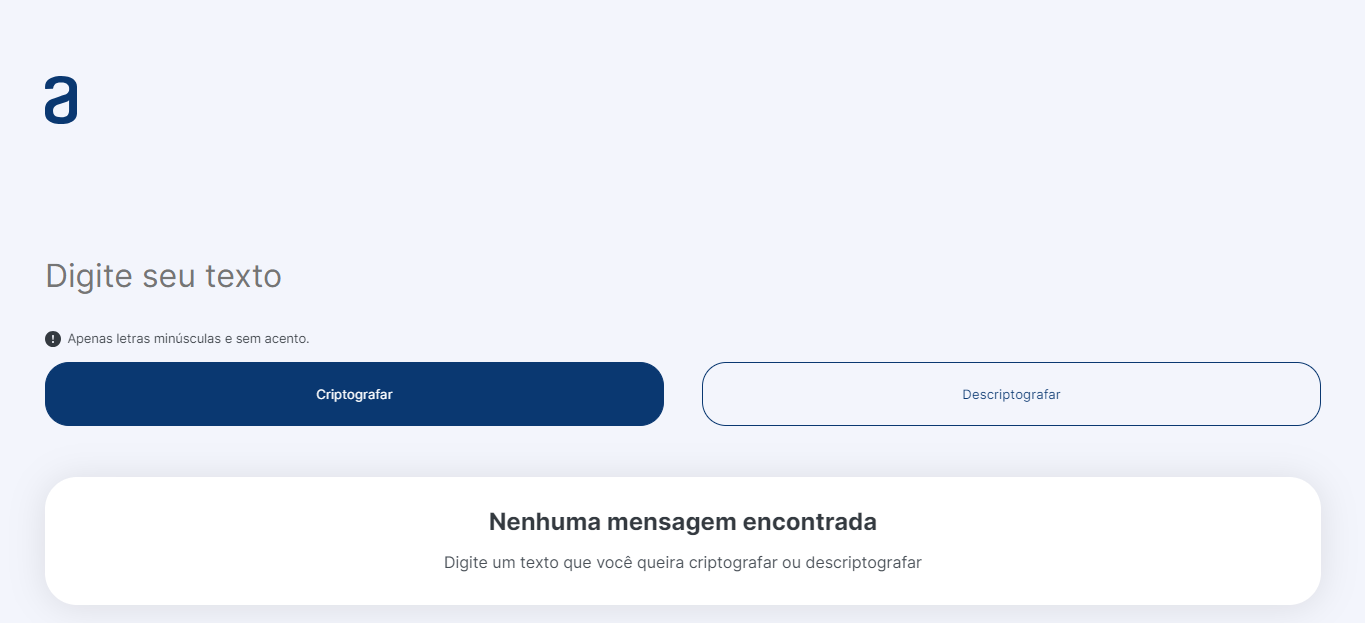 a
Digite seu texto
! Apenas letras minúsculas e sem acento.
Criptografar
Descriptografar
Nenhuma mensagem encontrada
Digite um texto que você queira criptografar ou descriptografar